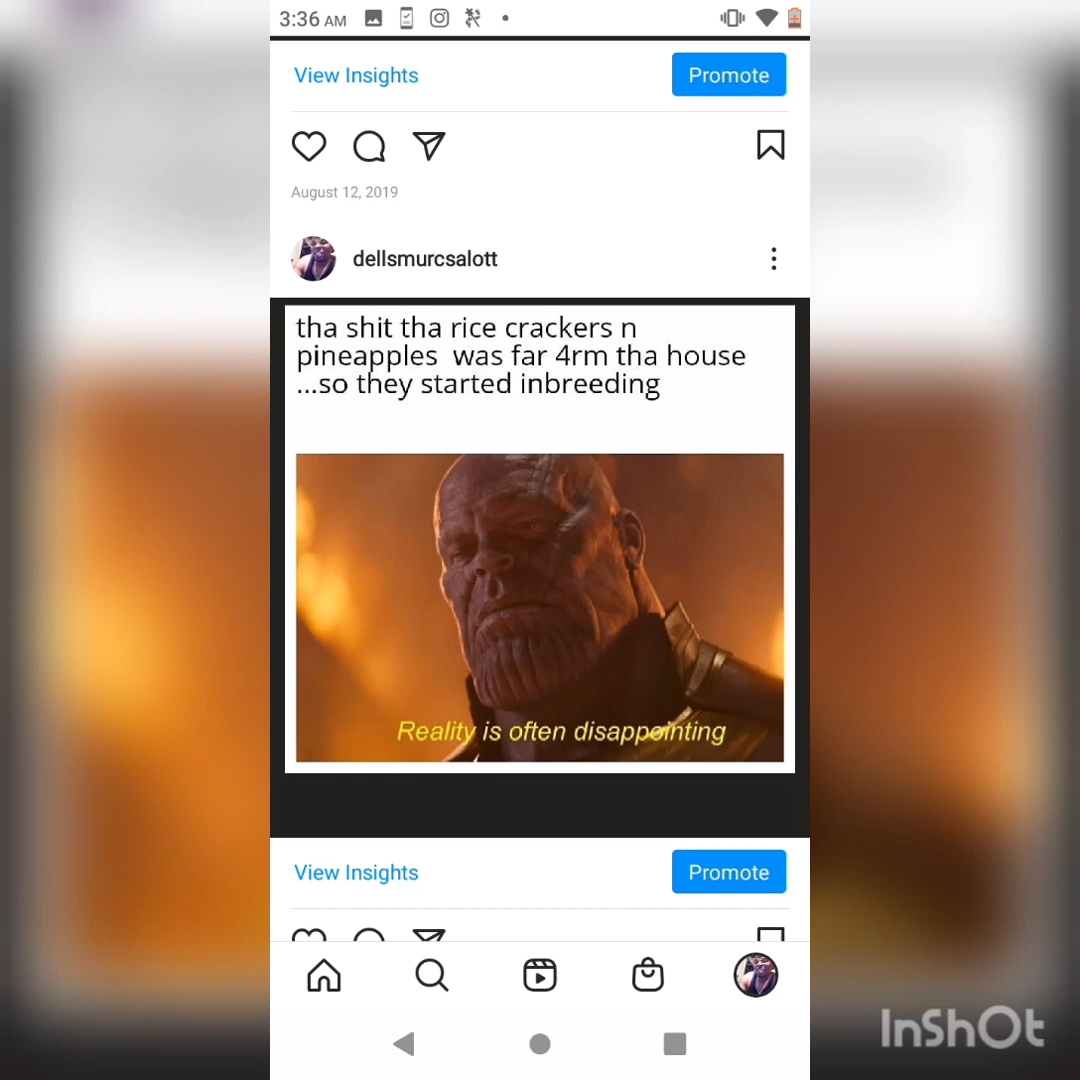 3:36 AM
View Insights
Promote
August 12, 2019
dellsmurcsalott
tha shit tha rice crackers n
pineapples was far 4rm tha house
...so they started inbreeding
Reality is often disappointing
View Insights
Promote
InShOt